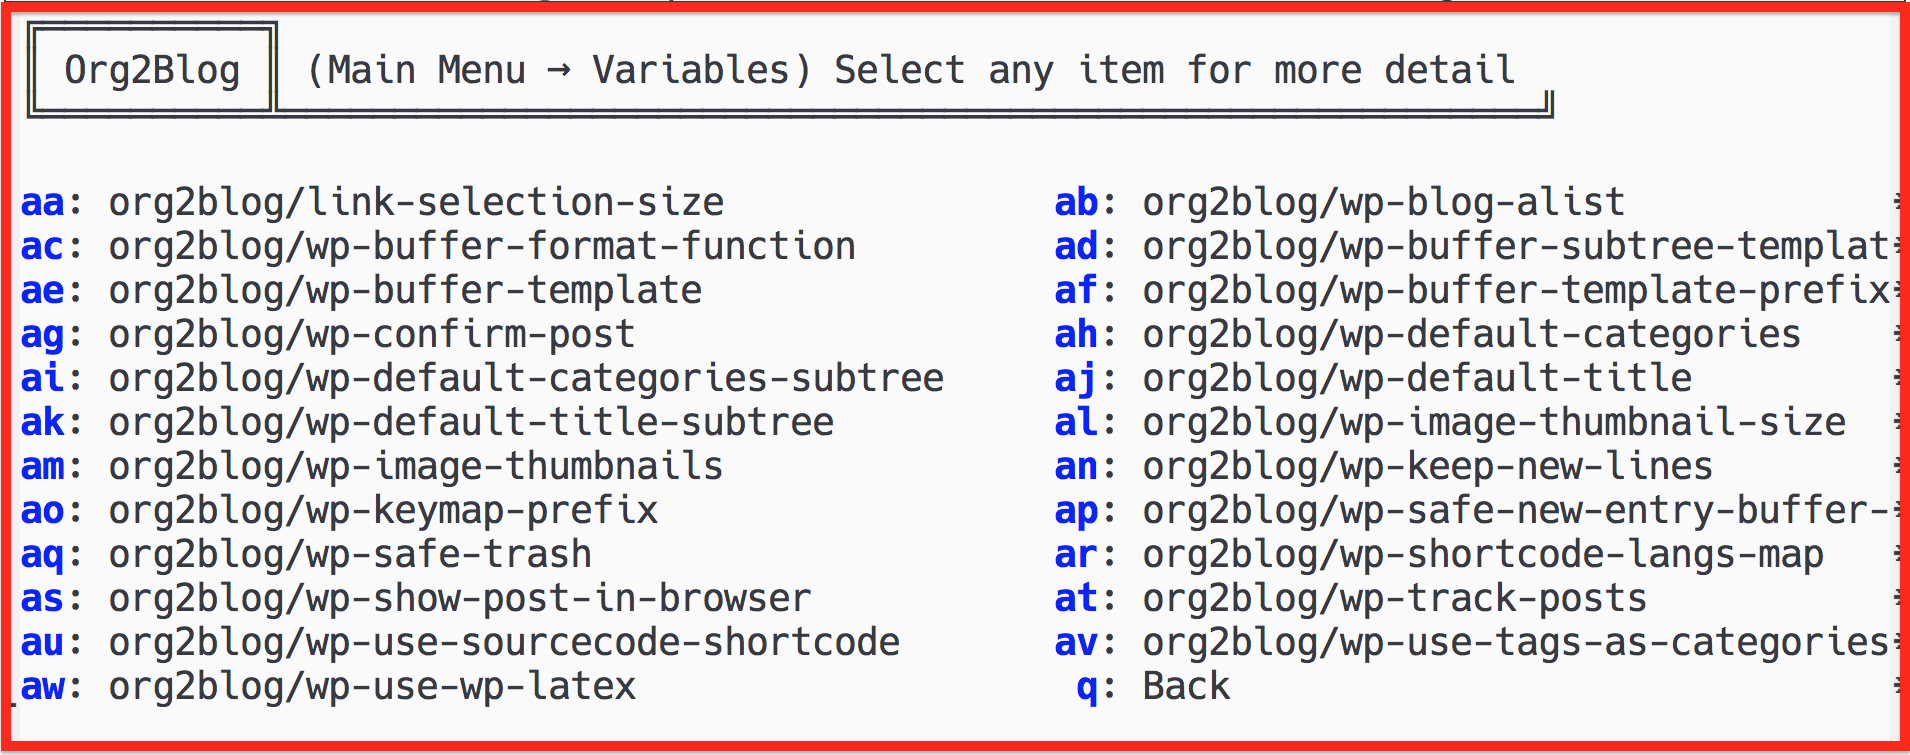 Org2Blog (Main Menu → Variables) Select any item for more detail
aa: org2blog/link-selection-size ab: org2blog/wp-blog-alist
ac: org2blog/wp-buffer-format-function ad: org2blog/wp-buffer-subtree-templat
ae: org2blog/wp-buffer-template af: org2blog/wp-buffer-template-prefix
ag: org2blog/wp-confirm-post ah: org2blog/wp-default-categories
ai: org2blog/wp-default-categories-subtree aj: org2blog/wp-default-title
ak: org2blog/wp-default-title-subtree al: org2blog/wp-image-thumbnail-size
am: org2blog/wp-image-thumbnails an: org2blog/wp-keep-new-lines
ao: org2blog/wp-keymap-prefix ap: org2blog/wp-safe-new-entry-buffer-
aq: org2blog/wp-safe-trash ar: org2blog/wp-shortcode-langs-map
as: org2blog/wp-show-post-in-browser at: org2blog/wp-track-posts
au: org2blog/wp-use-sourcecode-shortcode av: org2blog/wp-use-tags-as-categories
aw: org2blog/wp-use-wp-latex q: Back